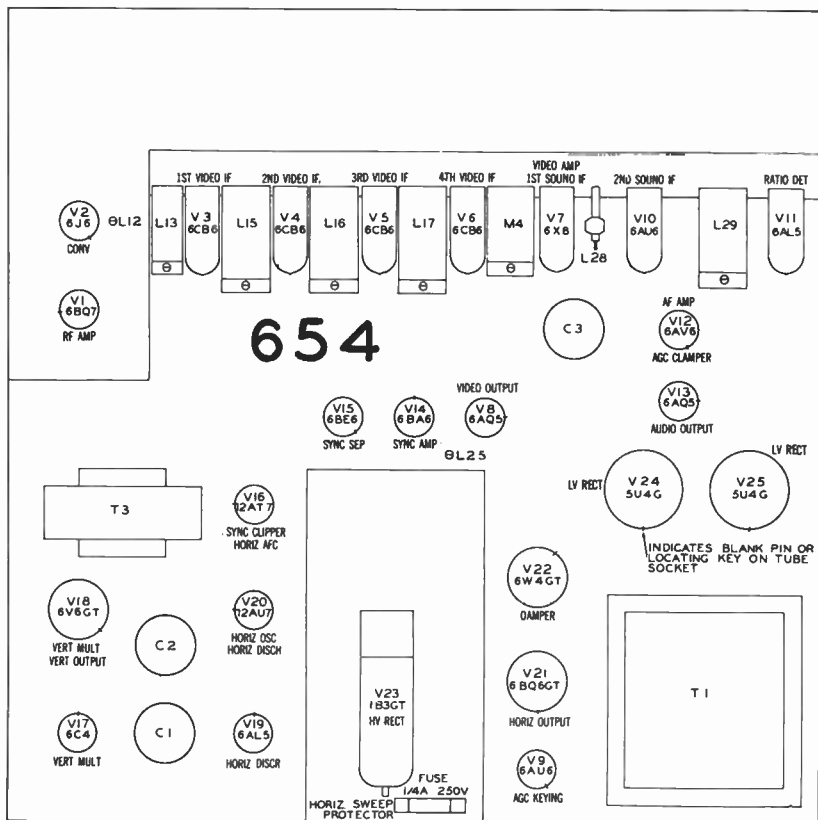 VIDEO AMP
1ST VIDEO IF 2ND VIDEO IF. 3RD VIDEO IF 4TH VIDEO IF 1ST SOUND IF 2ND SOUND IF RATIO DET
V2
6J6
CONV
θL12
L13
θ
V3
6CB6
L15
θ
V4
6CB6
L16
θ
V5
6CB6
L17
θ
V6
6CB6
M4
θ
V7
6X8
L28
V10
6AU6
L29
θ
V11
6AL5
V1
6BQ7
RF AMP
654
C3
AF AMP
V12
6AV6
AGC CLAMPER
V15
6BE6
SYNC SEP
V14
6BA6
SYNC AMP
VIDEO OUTPUT
V8
6AQ5
θL25
V13
6AQ5
AUDIO OUTPUT
LV RECT
V24
5U4G
LV RECT
V25
5U4G
INDICATES BLANK PIN OR
LOCATING KEY ON TUBE
SOCKET
T3
V16
12AT7
SYNC CLIPPER
HORIZ AFC
V22
6W4GT
DAMPER
V18
6V6GT
VERT MULT
VERT OUTPUT
C2
V20
12AU7
HORIZ OSC
HORIZ DISCH
V23
1B3GT
HV RECT
V21
6BQ6GT
HORIZ OUTPUT
T1
V17
6C4
VERT MULT
C1
V19
6AL5
HORIZ DISCR
FUSE
1/4A 250V
HORIZ SWEEP
PROTECTOR
V9
6AU6
AGC KEYING